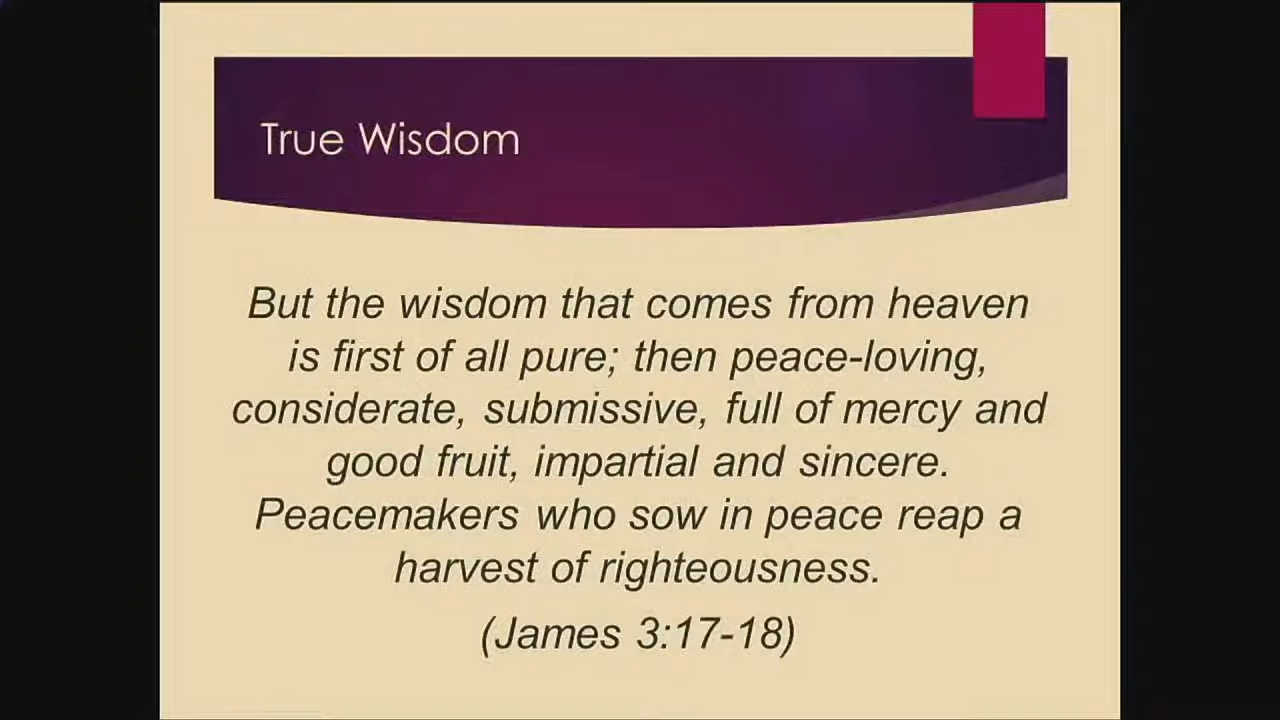 True Wisdom
But the wisdom that comes from heaven
is first of all pure; then peace-loving,
considerate, submissive, full of mercy and
good fruit, impartial and sincere.
Peacemakers who sow in peace reap a
harvest of righteousness.
(James 3:17-18)